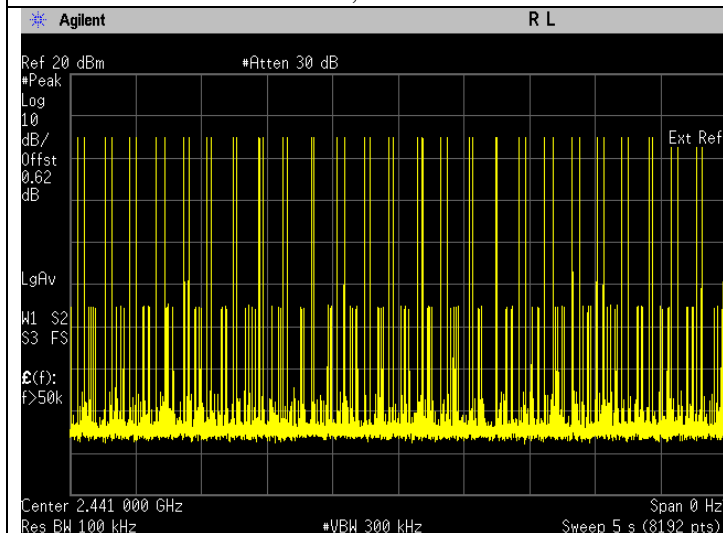 Agilent R L
Ref 20 dBm #Atten 30 dB
#Peak
Log
10
dB/
Offst
0.62
dB
Ext Ref
LgAv
W1 S2
S3 FS
£(f):
f>50k
Center 2.441 000 GHz Span 0 Hz
Res BW 100 kHz #VBW 300 kHz Sweep 5 s (8192 pts)